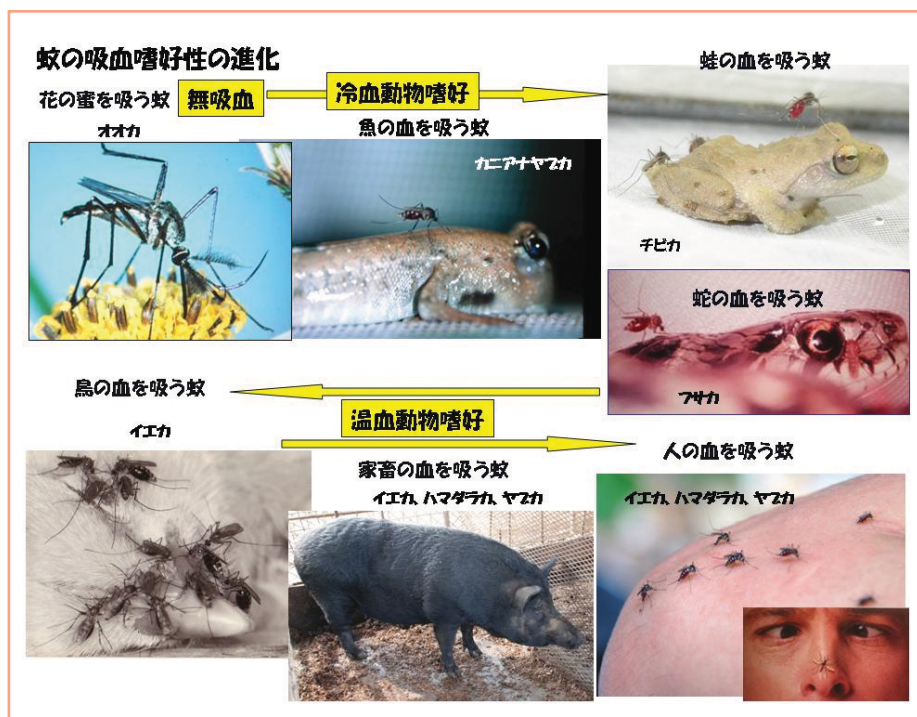 蚊の吸血嗜好性の進化
花の蜜を吸う蚊
無吸血
冷血動物嗜好
蛙の血を吸う蚊
オオカ
魚の血を吸う蚊
カニアナヤブカ
チビカ
蛇の血を吸う蚊
フサカ
鳥の血を吸う蚊
温血動物嗜好
イエカ
家畜の血を吸う蚊
人の血を吸う蚊
イエカ、ハマダラカ、ヤブカ
イエカ、ハマダラカ、ヤブカ